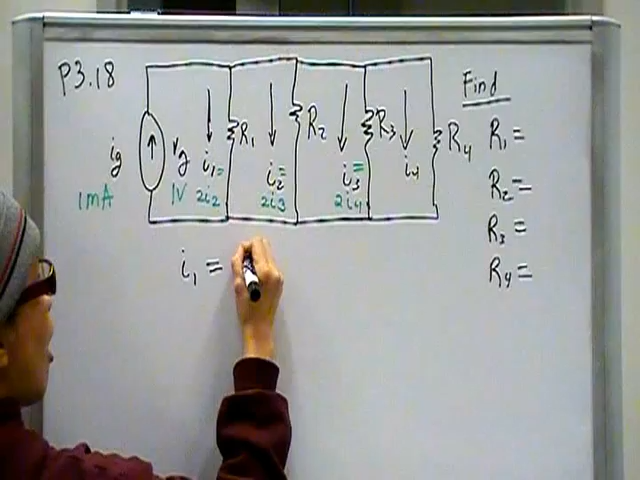 P3.18
Find
ig
1mA
vg
1V
i1 = 2i2
R1
i2 = 2i3
R2
i3 = 2i4
R3
i4
R4
R1 =
R2 =
R3 =
R4 =
i1 =